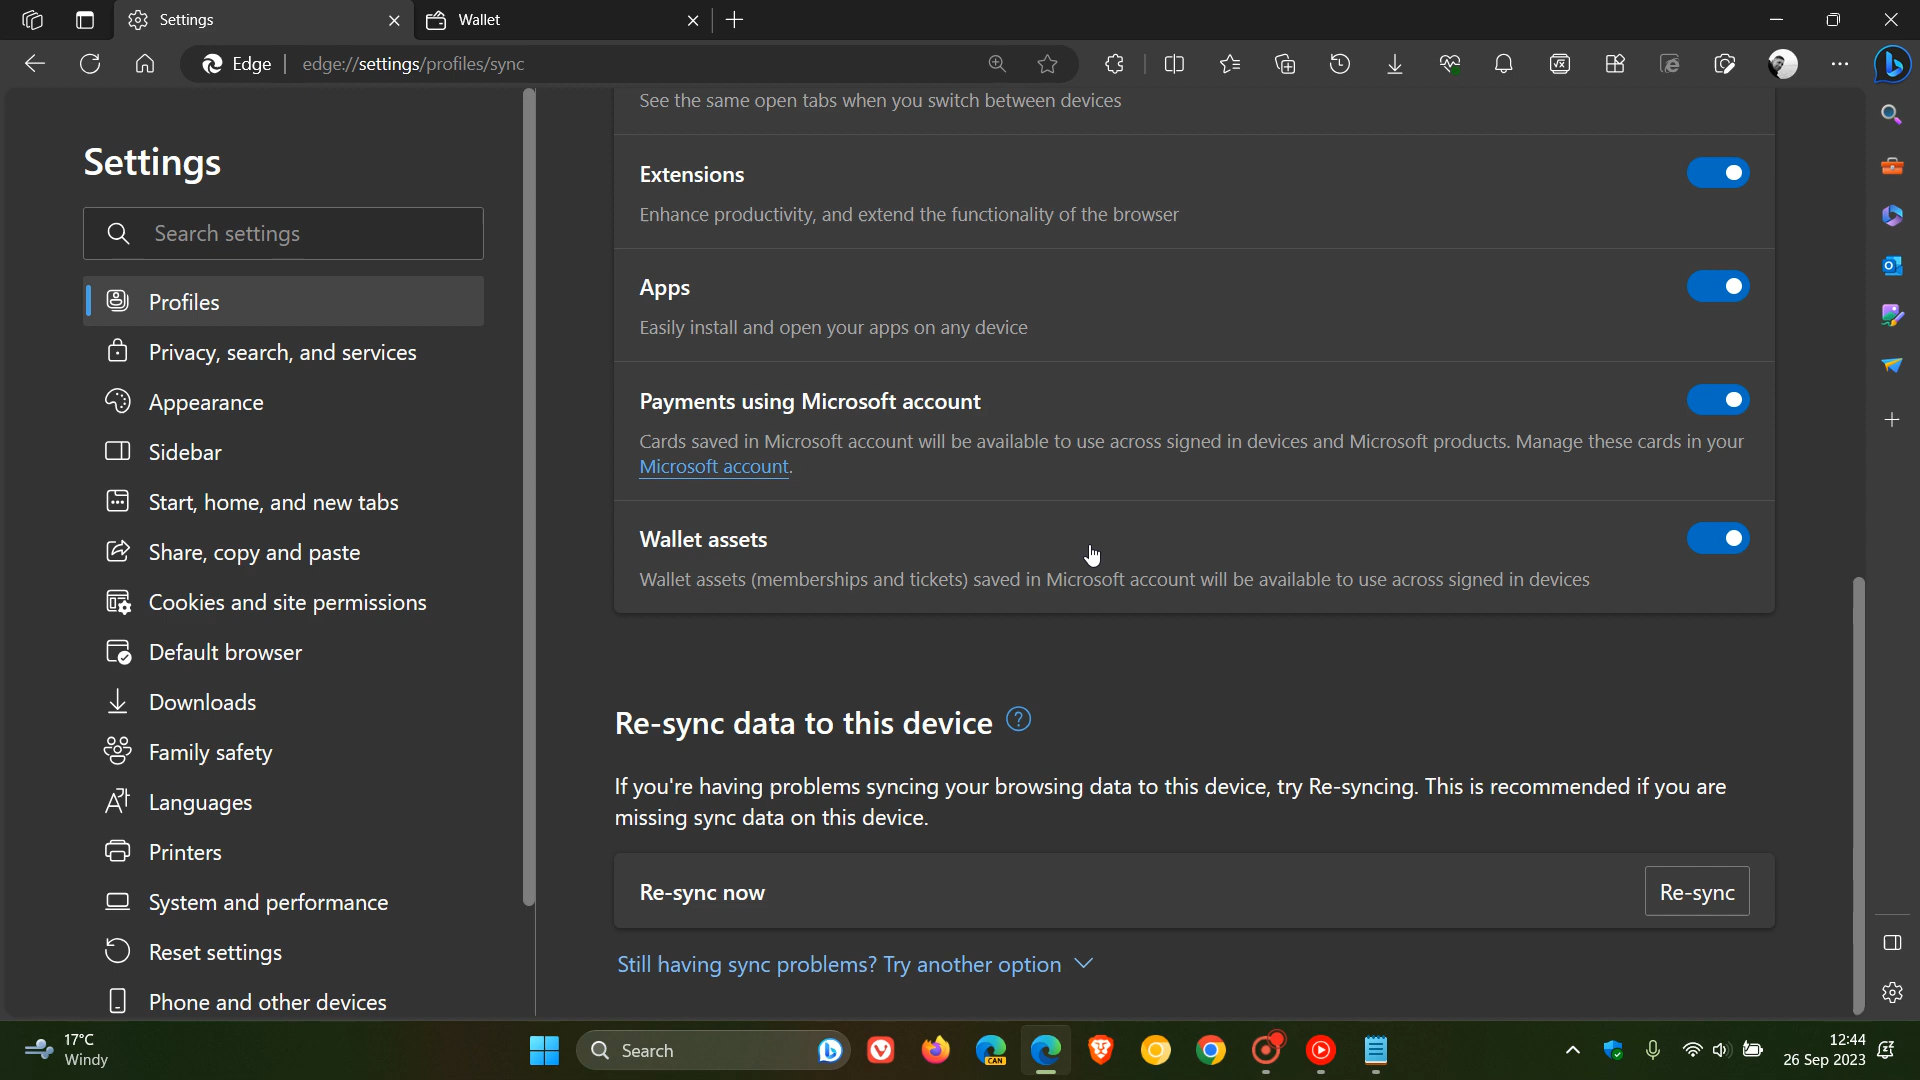 Settings
Wallet
Edge
edge://settings/profiles/sync
Settings
Search settings
Profiles
Privacy, search, and services
Appearance
Sidebar
Start, home, and new tabs
Share, copy and paste
Cookies and site permissions
Default browser
Downloads
Family safety
Languages
Printers
System and performance
Reset settings
Phone and other devices
See the same open tabs when you switch between devices
Extensions
Enhance productivity, and extend the functionality of the browser
Apps
Easily install and open your apps on any device
Payments using Microsoft account
Cards saved in Microsoft account will be available to use across signed in devices and Microsoft products. Manage these cards in your
Microsoft account.
Wallet assets
Wallet assets (memberships and tickets) saved in Microsoft account will be available to use across signed in devices
Re-sync data to this device
If you're having problems syncing your browsing data to this device, try Re-syncing. This is recommended if you are
missing sync data on this device.
Re-sync now
Re-sync
Still having sync problems? Try another option
17°C
Windy
Search
CAN
12:44
26 Sep 2023